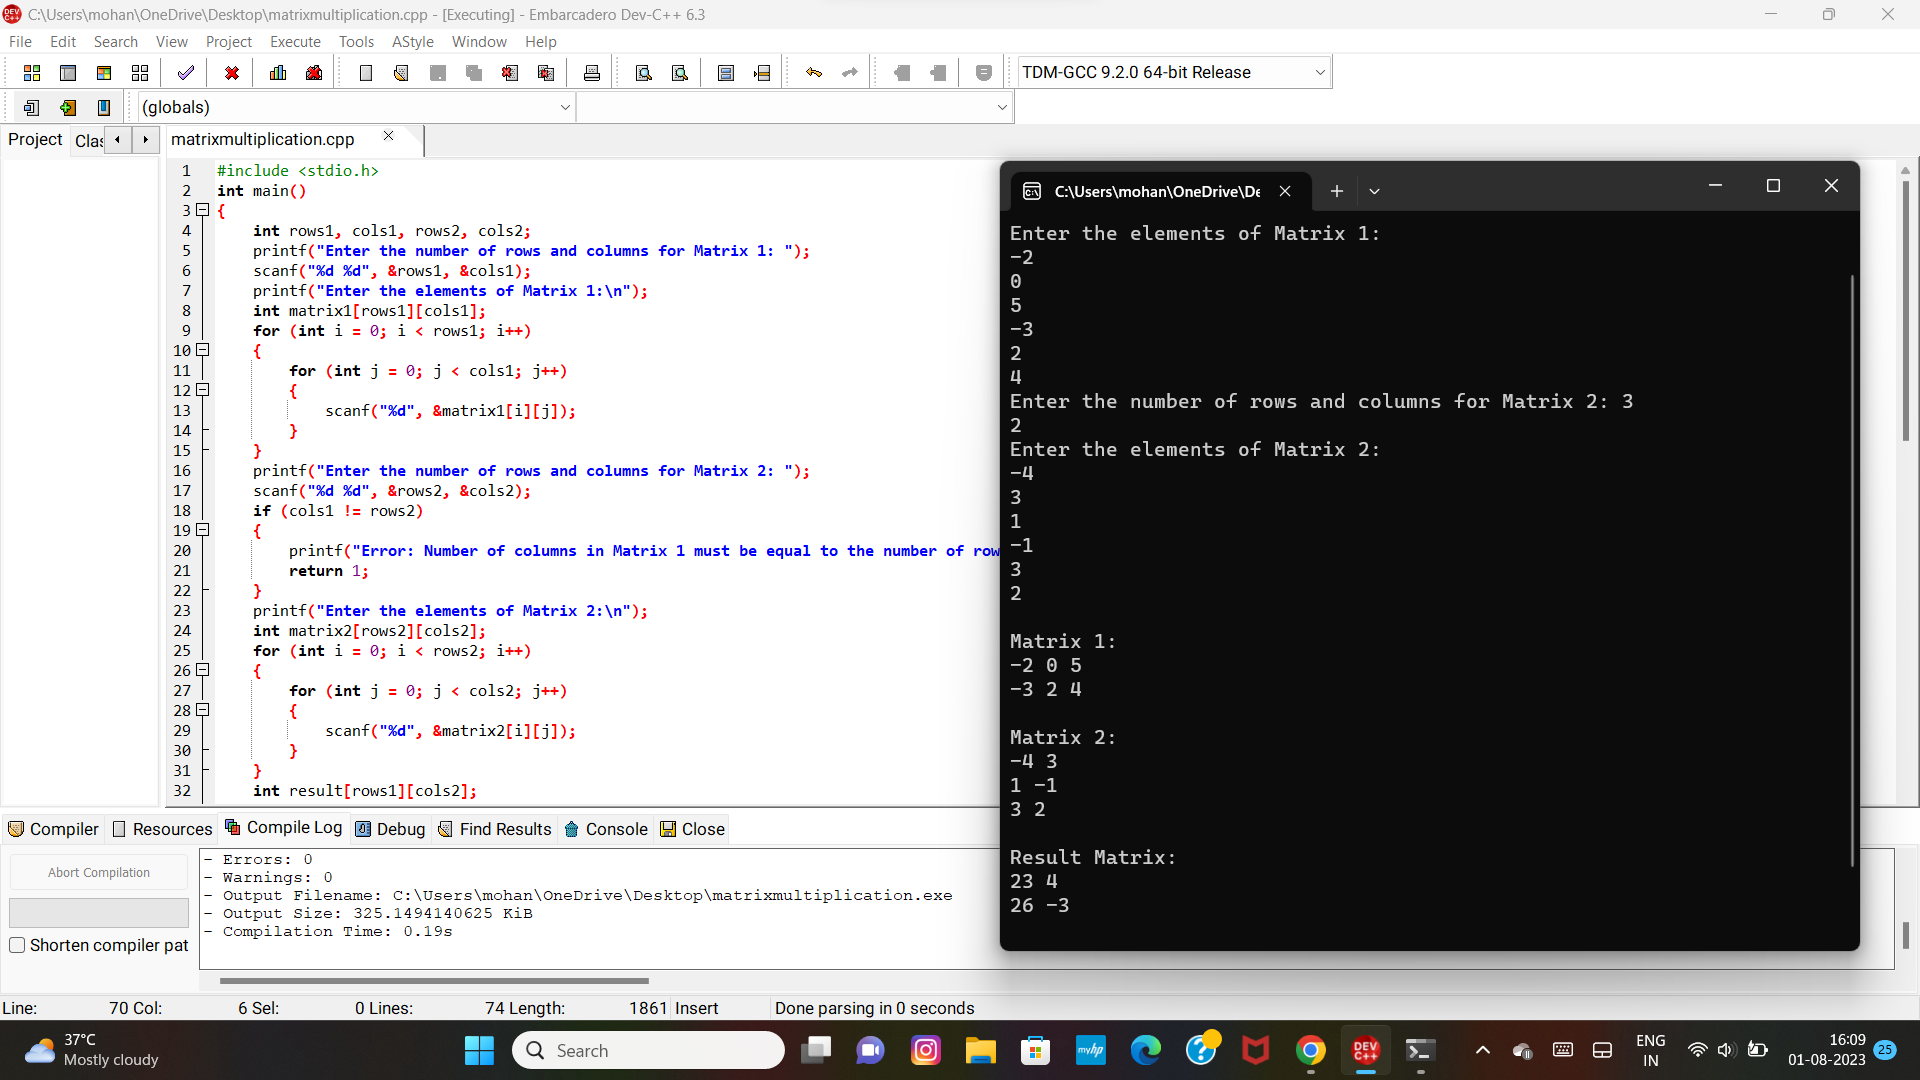 C:\Users\mohan\OneDrive\Desktop\matrixmultiplication.cpp - [Executing] - Embarcadero Dev-C++ 6.3
File Edit Search View Project Execute Tools AStyle Window Help
TDM-GCC 9.2.0 64-bit Release
(globals)
Project Clas matrixmultiplication.cpp
1 #include <stdio.h>
2 int main()
3 {
4 int rows1, cols1, rows2, cols2;
5 printf("Enter the number of rows and columns for Matrix 1: ");
6 scanf("%d %d", &rows1, &cols1);
7 printf("Enter the elements of Matrix 1:\n");
8 int matrix1[rows1][cols1];
9 for (int i = 0; i < rows1; i++)
10 {
11 for (int j = 0; j < cols1; j++)
12 {
13 scanf("%d", &matrix1[i][j]);
14 }
15 }
16 printf("Enter the number of rows and columns for Matrix 2: ");
17 scanf("%d %d", &rows2, &cols2);
18 if (cols1 != rows2)
19 {
20 printf("Error: Number of columns in Matrix 1 must be equal to the number of row
21 return 1;
22 }
23 printf("Enter the elements of Matrix 2:\n");
24 int matrix2[rows2][cols2];
25 for (int i = 0; i < rows2; i++)
26 {
27 for (int j = 0; j < cols2; j++)
28 {
29 scanf("%d", &matrix2[i][j]);
30 }
31 }
32 int result[rows1][cols2];
C:\Users\mohan\OneDrive\De
Enter the elements of Matrix 1:
-2
0
5
-3
2
4
Enter the number of rows and columns for Matrix 2: 3
2
Enter the elements of Matrix 2:
-4
3
1
-1
3
2
Matrix 1:
-2 0 5
-3 2 4
Matrix 2:
-4 3
1 -1
3 2
Result Matrix:
23 4
26 -3
Compiler Resources Compile Log Debug Find Results Console Close
Abort Compilation
Shorten compiler pat
- Errors: 0
- Warnings: 0
- Output Filename: C:\Users\mohan\OneDrive\Desktop\matrixmultiplication.exe
- Output Size: 325.1494140625 KiB
- Compilation Time: 0.19s
Line: 70 Col: 6 Sel: 0 Lines: 74 Length: 1861 Insert Done parsing in 0 seconds
37°C
Mostly cloudy
Search
myhp
DEV C++
ENG
IN
16:09
01-08-2023
25